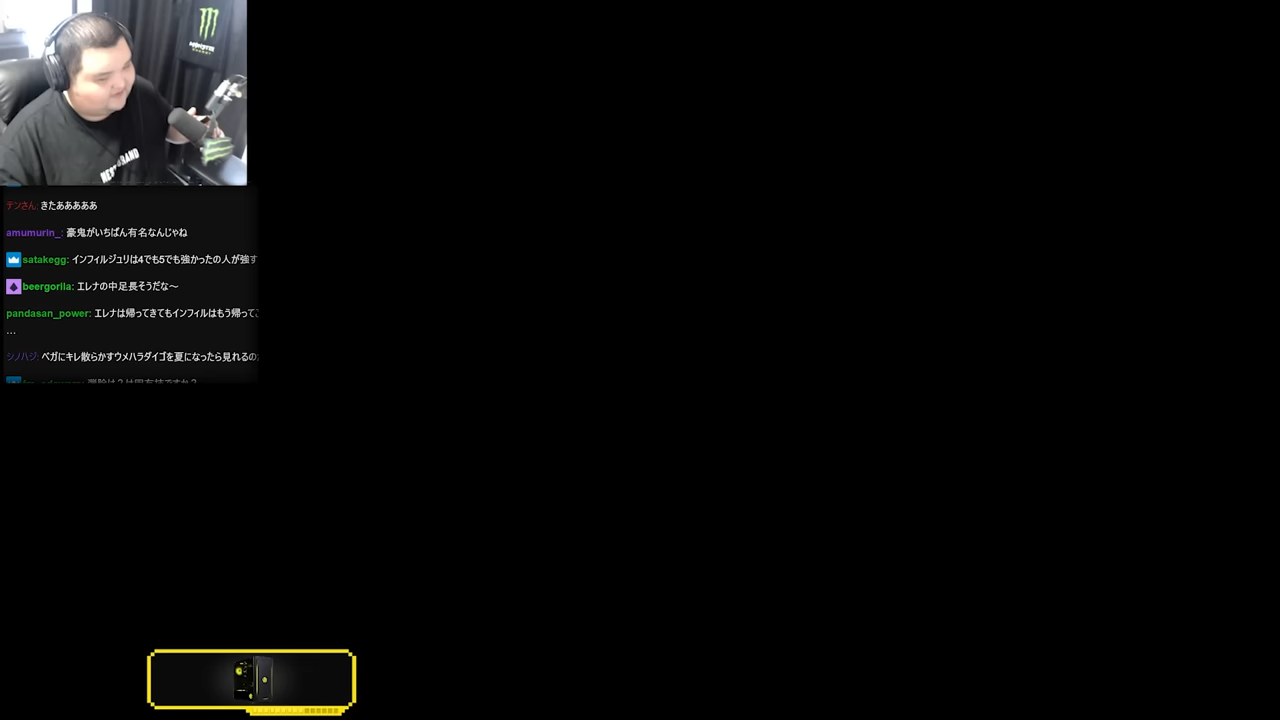 MONSTER
ENERGY
テンさん: きたああああああ
amumurin_: 豪鬼がいちばん有名なんじゃね
satakegg: インフィルジュリは4でも5でも強かったの人が強す
beergorila: エレナの中足長そうだな～
pandasan_power: エレナは帰ってきてもインフィルはもう帰ってこ
…
シノハジ: ベガにキレ散らかすウメハラダイゴを夏になったら見れるの